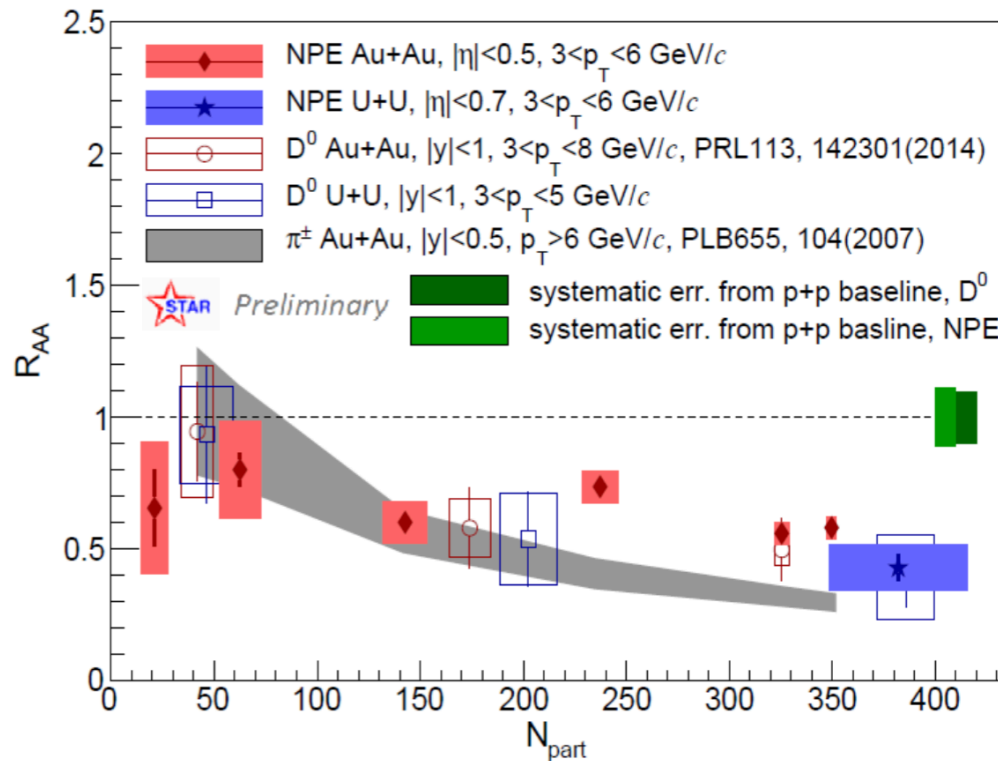 2.5
NPE Au+Au, |η|<0.5, 3<p_T<6 GeV/c
NPE U+U, |η|<0.7, 3<p_T<6 GeV/c
2
D⁰ Au+Au, |y|<1, 3<p_T<8 GeV/c, PRL113, 142301(2014)
D⁰ U+U, |y|<1, 3<p_T<5 GeV/c
π± Au+Au, |y|<0.5, p_T>6 GeV/c, PLB655, 104(2007)
1.5
STAR Preliminary
systematic err. from p+p baseline, D⁰
systematic err. from p+p basline, NPE
R_AA
1
0.5
0
0 50 100 150 200 250 300 350 400
N_part